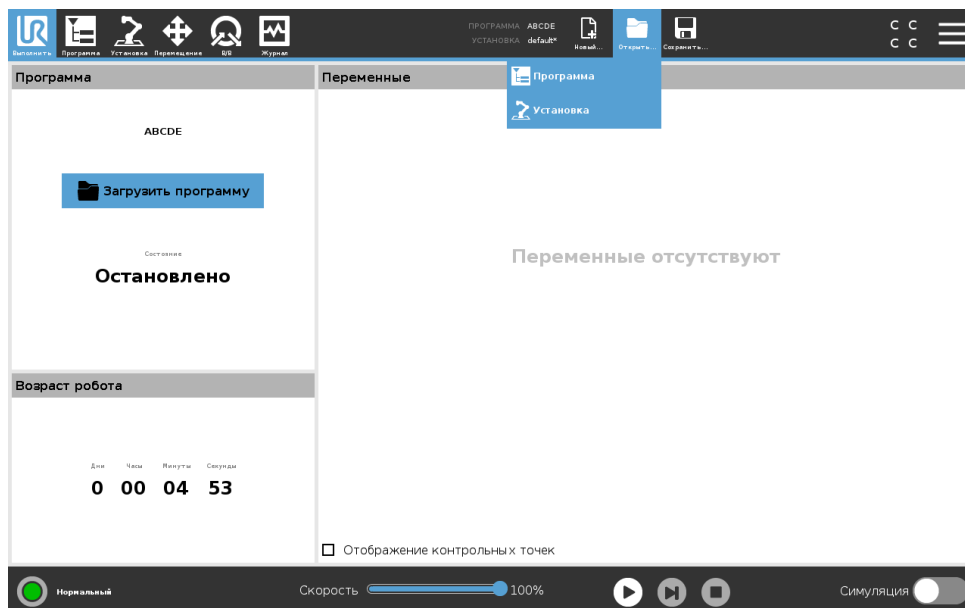 UR
ПРОГРАММА ABCDE
УСТАНОВКА default*
C C
C C
Выполнить Программа Установка Перемещение В/В Журнал
Новый... Открыть... Сохранить...
Программа
Установка
Программа
Переменные
ABCDE
Загрузить программу
Состояние
Остановлено
Переменные отсутствуют
Возраст робота
Дни Часы Минуты Секунды
0 00 04 53
Отображение контрольных точек
Нормальный
Скорость 100%
Симуляция